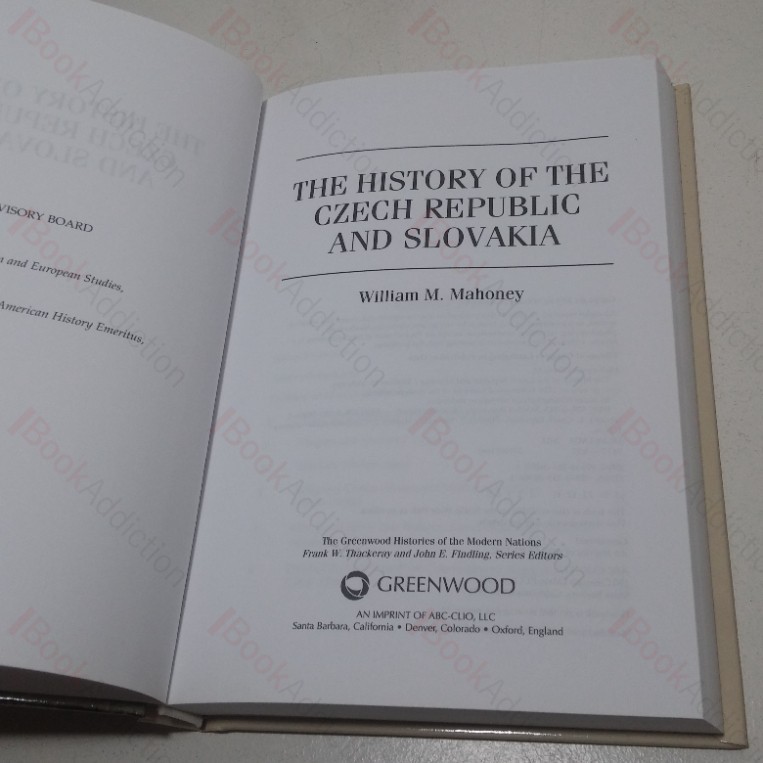 VISORY BOARD
and European Studies,
American History Emeritus,
THE HISTORY OF THE
CZECH REPUBLIC
AND SLOVAKIA
William M. Mahoney
The Greenwood Histories of the Modern Nations
Frank W. Thackeray and John E. Findling, Series Editors
GREENWOOD
AN IMPRINT OF ABC-CLIO, LLC
Santa Barbara, California • Denver, Colorado • Oxford, England
BookAddiction